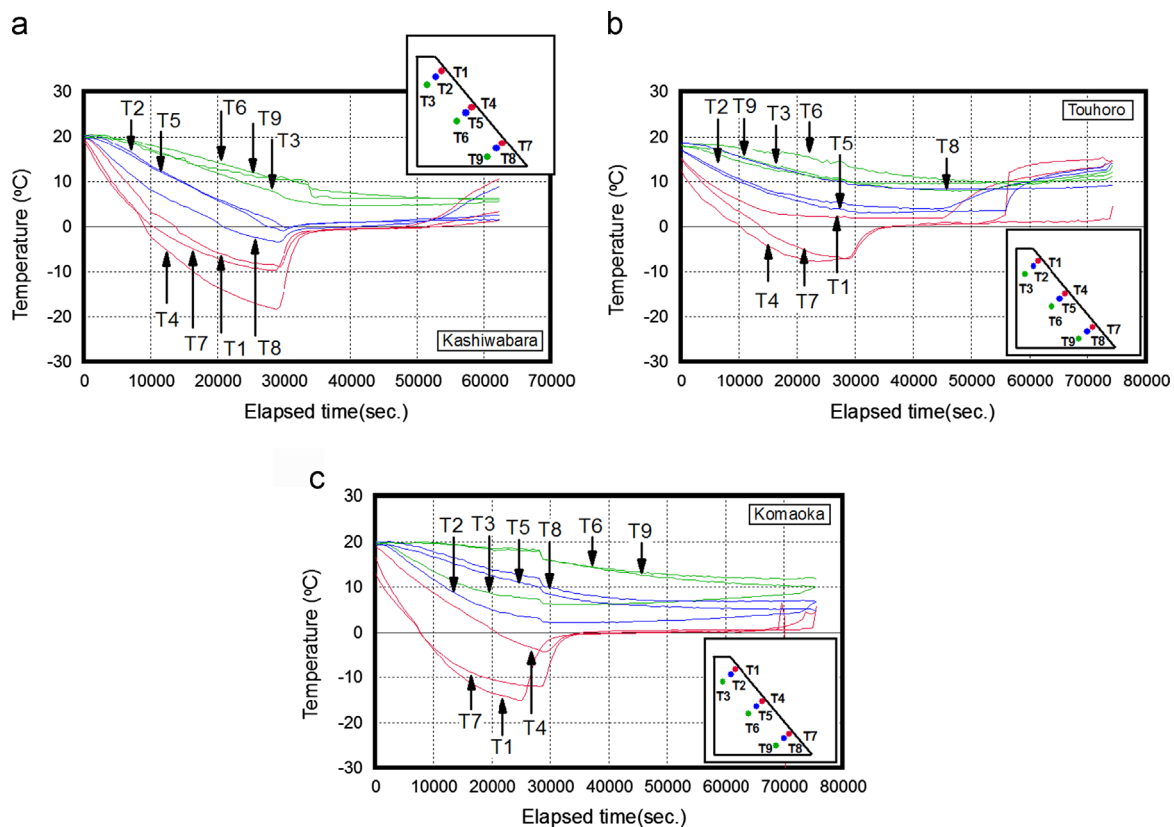 a
30
20
10
0
-10
-20
-30
Temperature (ºC)
T2
T5
T6
T9
T3
T4
T7
T1
T8
T1
T2
T3
T4
T5
T6
T7
T9
T8
Kashiwabara
0 10000 20000 30000 40000 50000 60000 70000
Elapsed time(sec.)
b
30
20
10
0
-10
-20
-30
Temperature (ºC)
Touhoro
T2 T9 T3 T6
T5
T8
T4
T7
T1
T1
T2
T3
T4
T5
T6
T7
T9 T8
0 10000 20000 30000 40000 50000 60000 70000 80000
Elapsed time(sec.)
c
30
20
10
0
-10
-20
-30
Temperature (ºC)
Komaoka
T2 T3 T5 T8 T6 T9
T7
T1
T4
T1
T2
T3
T4
T5
T6
T7
T9 T8
0 10000 20000 30000 40000 50000 60000 70000 80000
Elapsed time(sec.)